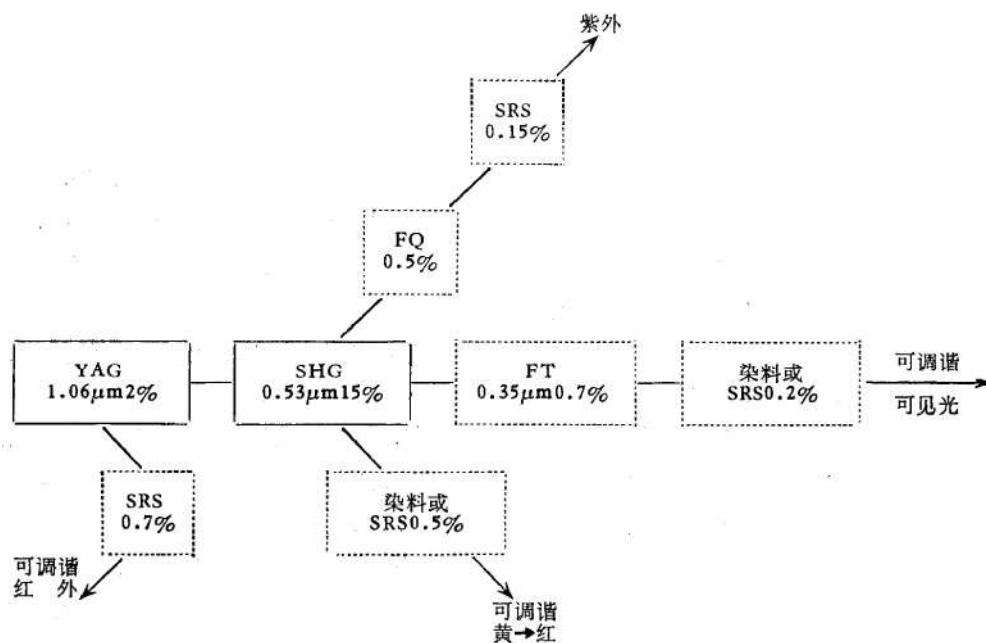 紫外
SRS
0.15%
FQ
0.5%
YAG
1.06μm2%
SHG
0.53μm15%
FT
0.35μm0.7%
染料或
SRS0.2%
可调谐
可见光
SRS
0.7%
染料或
SRS0.5%
可调谐
红 外
可调谐
黄→红